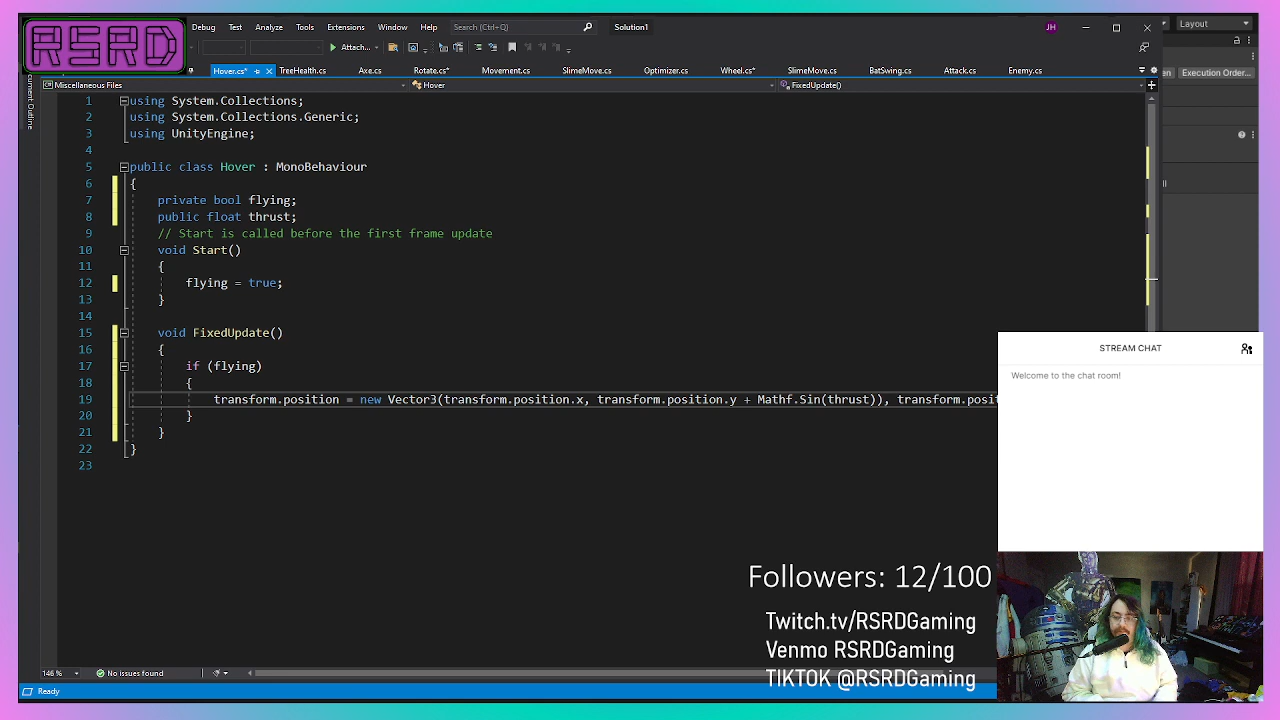 RSRD
Debug Test Analyze Tools Extensions Window Help Search (Ctrl+Q) Solution1 JH Layout
Attach...
Hover.cs* TreeHealth.cs Axe.cs Rotate.cs* Movement.cs SlimeMove.cs Optimizer.cs Wheel.cs* SlimeMove.cs BatSwing.cs Attack.cs Enemy.cs
en Execution Order...
Miscellaneous Files Hover FixedUpdate()
cument Outline
1 using System.Collections;
2 using System.Collections.Generic;
3 using UnityEngine;
4
5 public class Hover : MonoBehaviour
6 {
7 private bool flying;
8 public float thrust;
9 // Start is called before the first frame update
10 void Start()
11 {
12 flying = true;
13 }
14
15 void FixedUpdate()
16 {
17 if (flying)
18 {
19 transform.position = new Vector3(transform.position.x, transform.position.y + Mathf.Sin(thrust)), transform.posit
20 }
21 }
22 }
23
STREAM CHAT
Welcome to the chat room!
Followers: 12/100
Twitch.tv/RSRDGaming
Venmo RSRDGaming
TIKTOK @RSRDGaming
146 % No issues found
Ready